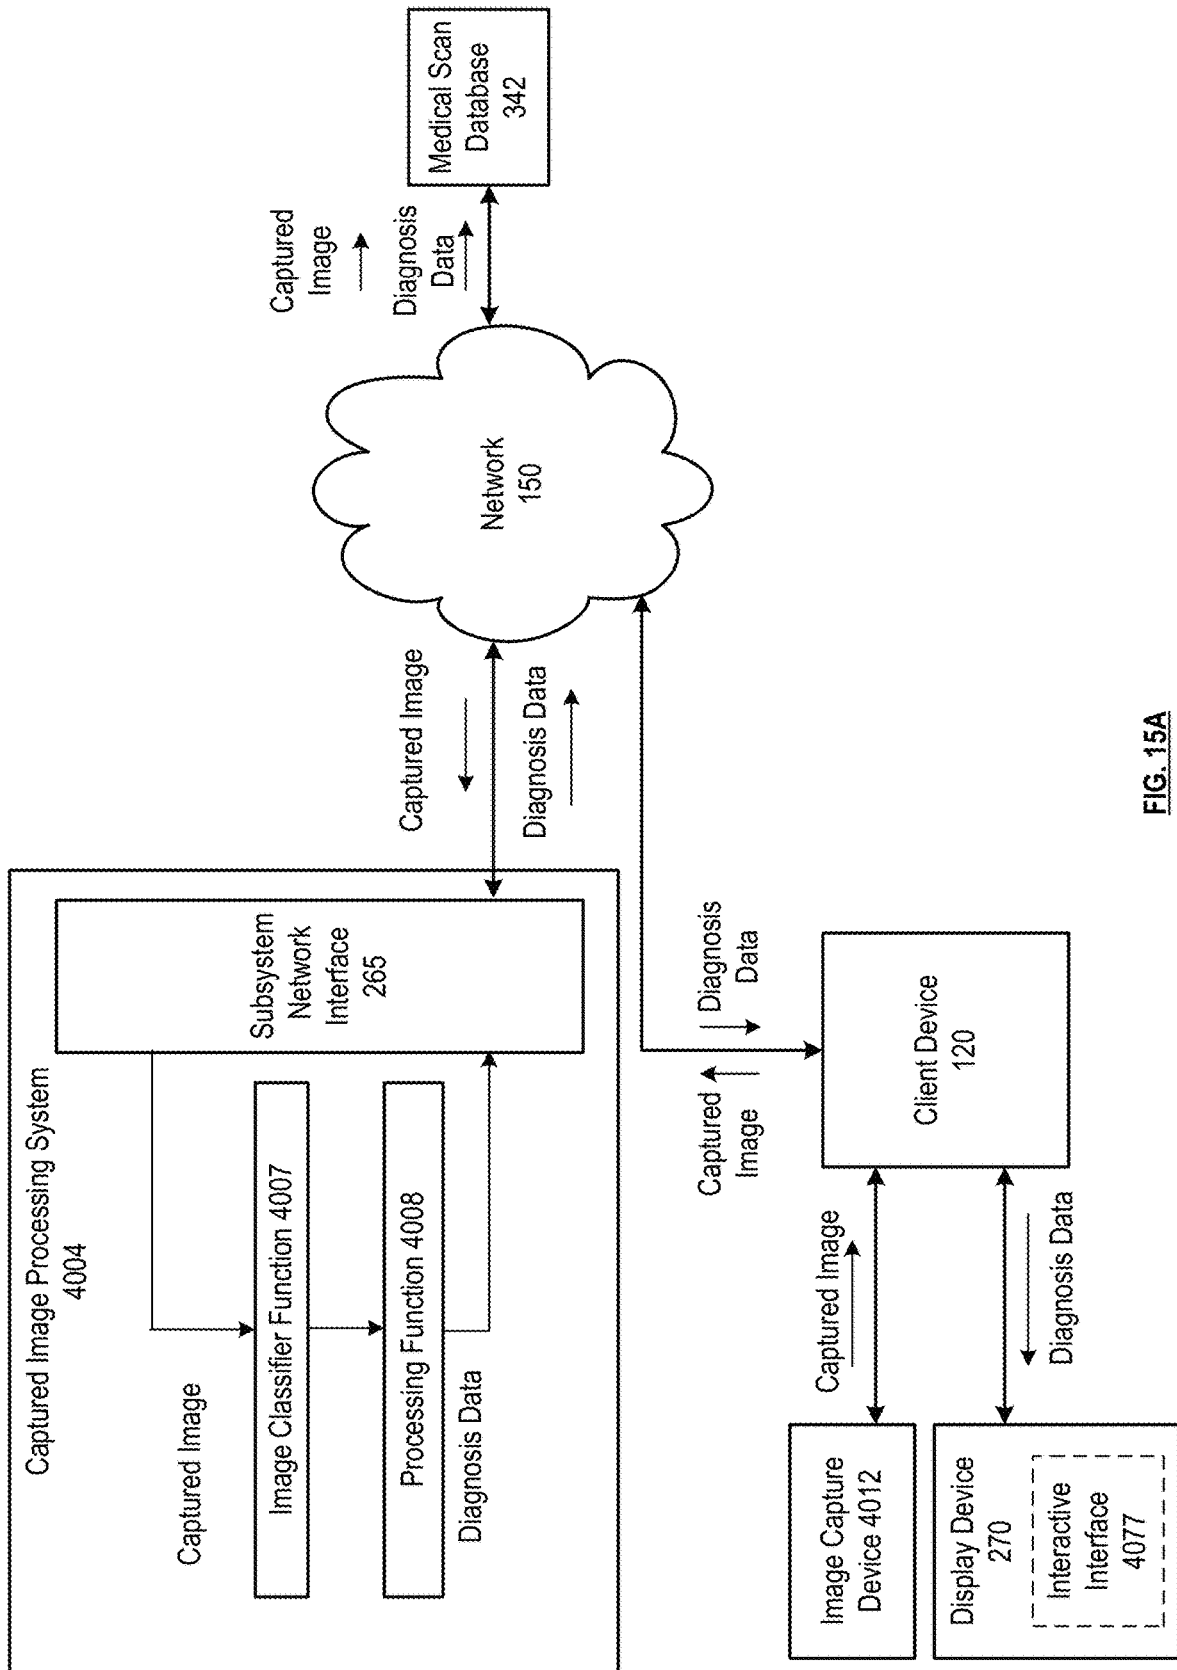 Captured Image Processing System
4004
Captured Image
Image Classifier Function 4007
Processing Function 4008
Diagnosis Data
Subsystem
Network
Interface
265
Captured Image
Diagnosis Data
Network
150
Captured
Image
Diagnosis
Data
Medical Scan
Database
342
Image Capture
Device 4012
Display Device
270
Interactive
Interface
4077
Captured Image
Diagnosis Data
Client Device
120
Captured
Image
Diagnosis
Data
FIG. 15A